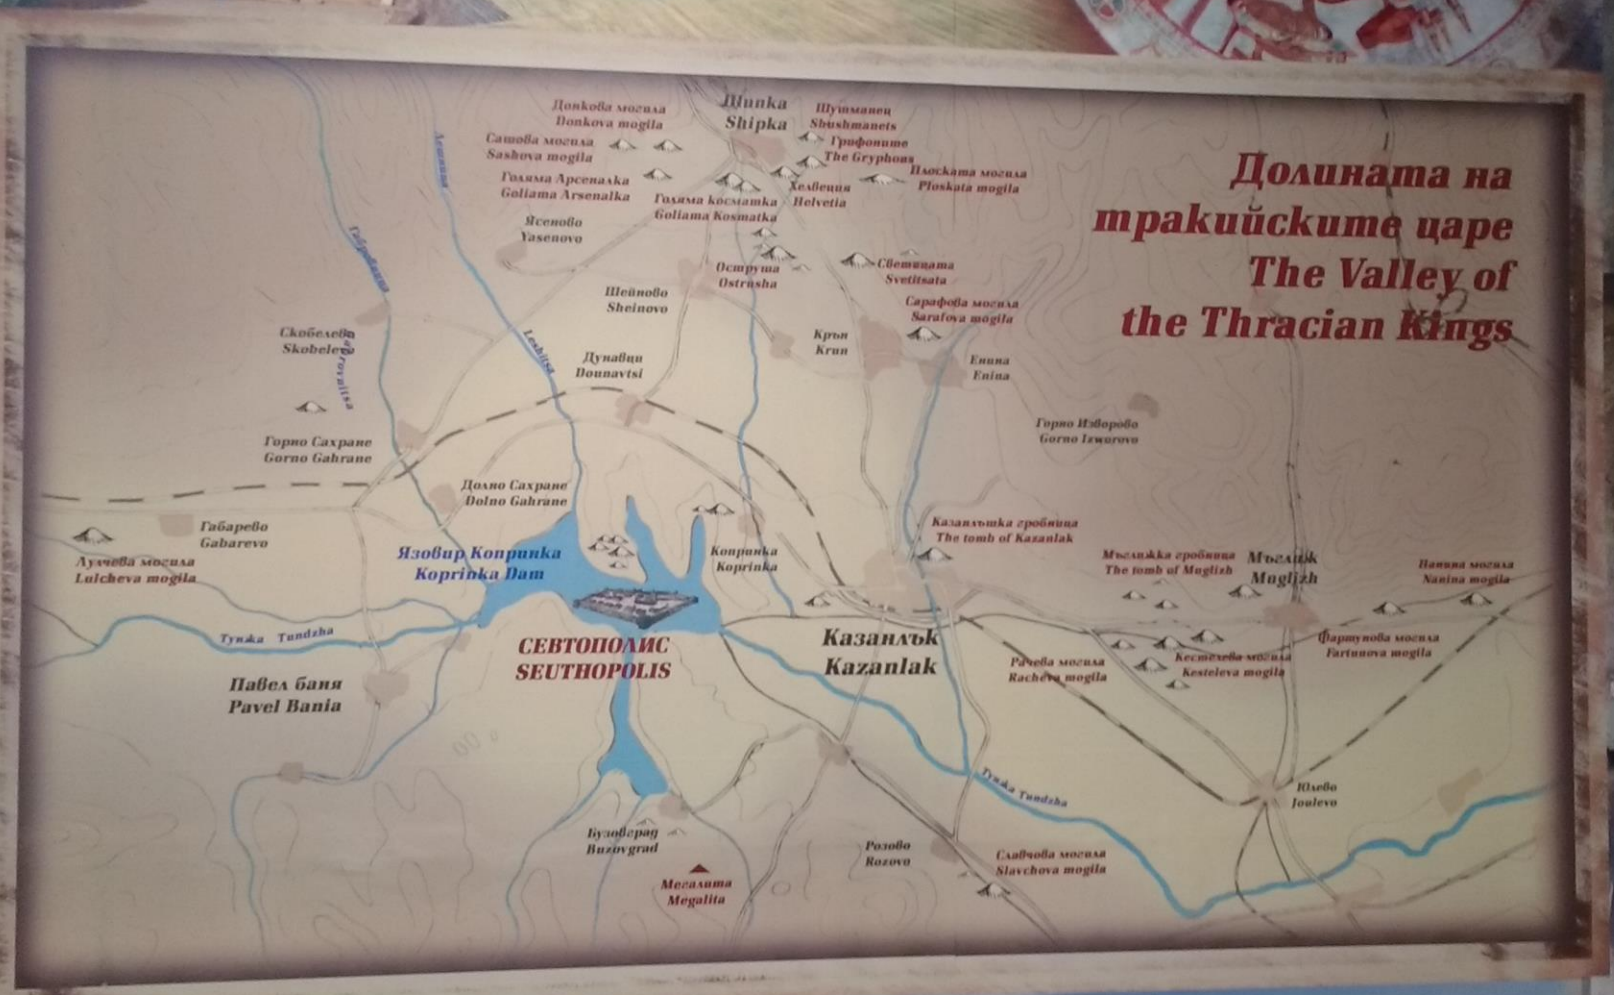 Долината на
тракийските царе
The Valley of
the Thracian Kings
Донкова могила
Donkova mogila
Шипка
Shipka
Шушманец
Shushmanets
Сашова могила
Sashova mogila
Грифоните
The Gryphons
Голяма Арсеналка
Goliama Arsenalka
Голяма косматка
Goliama Kosmatka
Хелвеция
Helvetia
Плоската могила
Ploskata mogila
Ясеново
Yasenovo
Оструша
Ostrusha
Светицата
Svetitsata
Шейново
Sheinovo
Сарафова могила
Sarafova mogila
Скобелево
Skobelevo
Leshitsa
Дунавци
Dounavtsi
Крън
Krun
Енина
Enina
Горно Изворово
Gorno Izworovo
Горно Сахране
Gorno Gahrane
Долно Сахране
Dolno Gahrane
Габарево
Gabarevo
Лулчева могила
Lulcheva mogila
Язовир Копринка
Koprinka Dam
Копринка
Koprinka
Казанлъшка гробница
The tomb of Kazanlak
Мъглижка гробница
The tomb of Maglizh
Мъглиж
Maglizh
Нанина могила
Nanina mogila
Тунжа Tundzha
СЕВТОПОЛИС
SEUTHOPOLIS
Казанлък
Kazanlak
Рачева могила
Racheva mogila
Кестелева могила
Kesteleva mogila
Фартунова могила
Fartunova mogila
Павел баня
Pavel Bania
Тунжа Tundzha
Юлево
Joulevo
Бузовград
Buzovgrad
Мегалита
Megalita
Розово
Rozovo
Славчова могила
Slavchova mogila